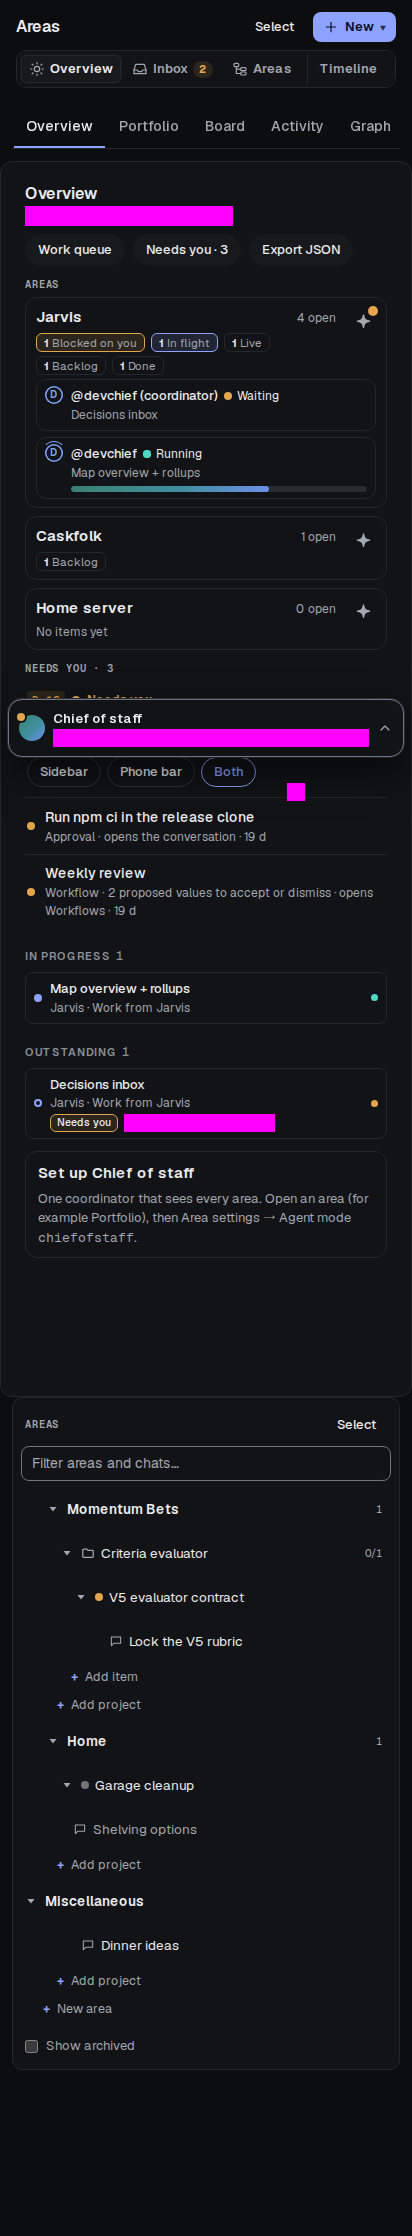 Areas
Select
+ New ▾
Overview
Inbox 2
Areas
Timeline
Overview
Portfolio
Board
Activity
Graph
Overview
Work queue
Needs you · 3
Export JSON
AREAS
Jarvis
4 open
1 Blocked on you
1 In flight
1 Live
1 Backlog
1 Done
D
@devchief (coordinator)
Waiting
Decisions inbox
D
@devchief
Running
Map overview + rollups
Caskfolk
1 open
1 Backlog
Home server
0 open
No items yet
NEEDS YOU · 3
Chief of staff
Sidebar
Phone bar
Both
Run npm ci in the release clone
Approval · opens the conversation · 19 d
Weekly review
Workflow · 2 proposed values to accept or dismiss · opens
Workflows · 19 d
IN PROGRESS 1
Map overview + rollups
Jarvis · Work from Jarvis
OUTSTANDING 1
Decisions inbox
Jarvis · Work from Jarvis
Needs you
Set up Chief of staff
One coordinator that sees every area. Open an area (for
example Portfolio), then Area settings → Agent mode
chiefofstaff.
AREAS
Select
Filter areas and chats…
Momentum Bets
1
Criteria evaluator
0/1
V5 evaluator contract
Lock the V5 rubric
+ Add item
+ Add project
Home
1
Garage cleanup
Shelving options
+ Add project
Miscellaneous
Dinner ideas
+ Add project
+ New area
Show archived